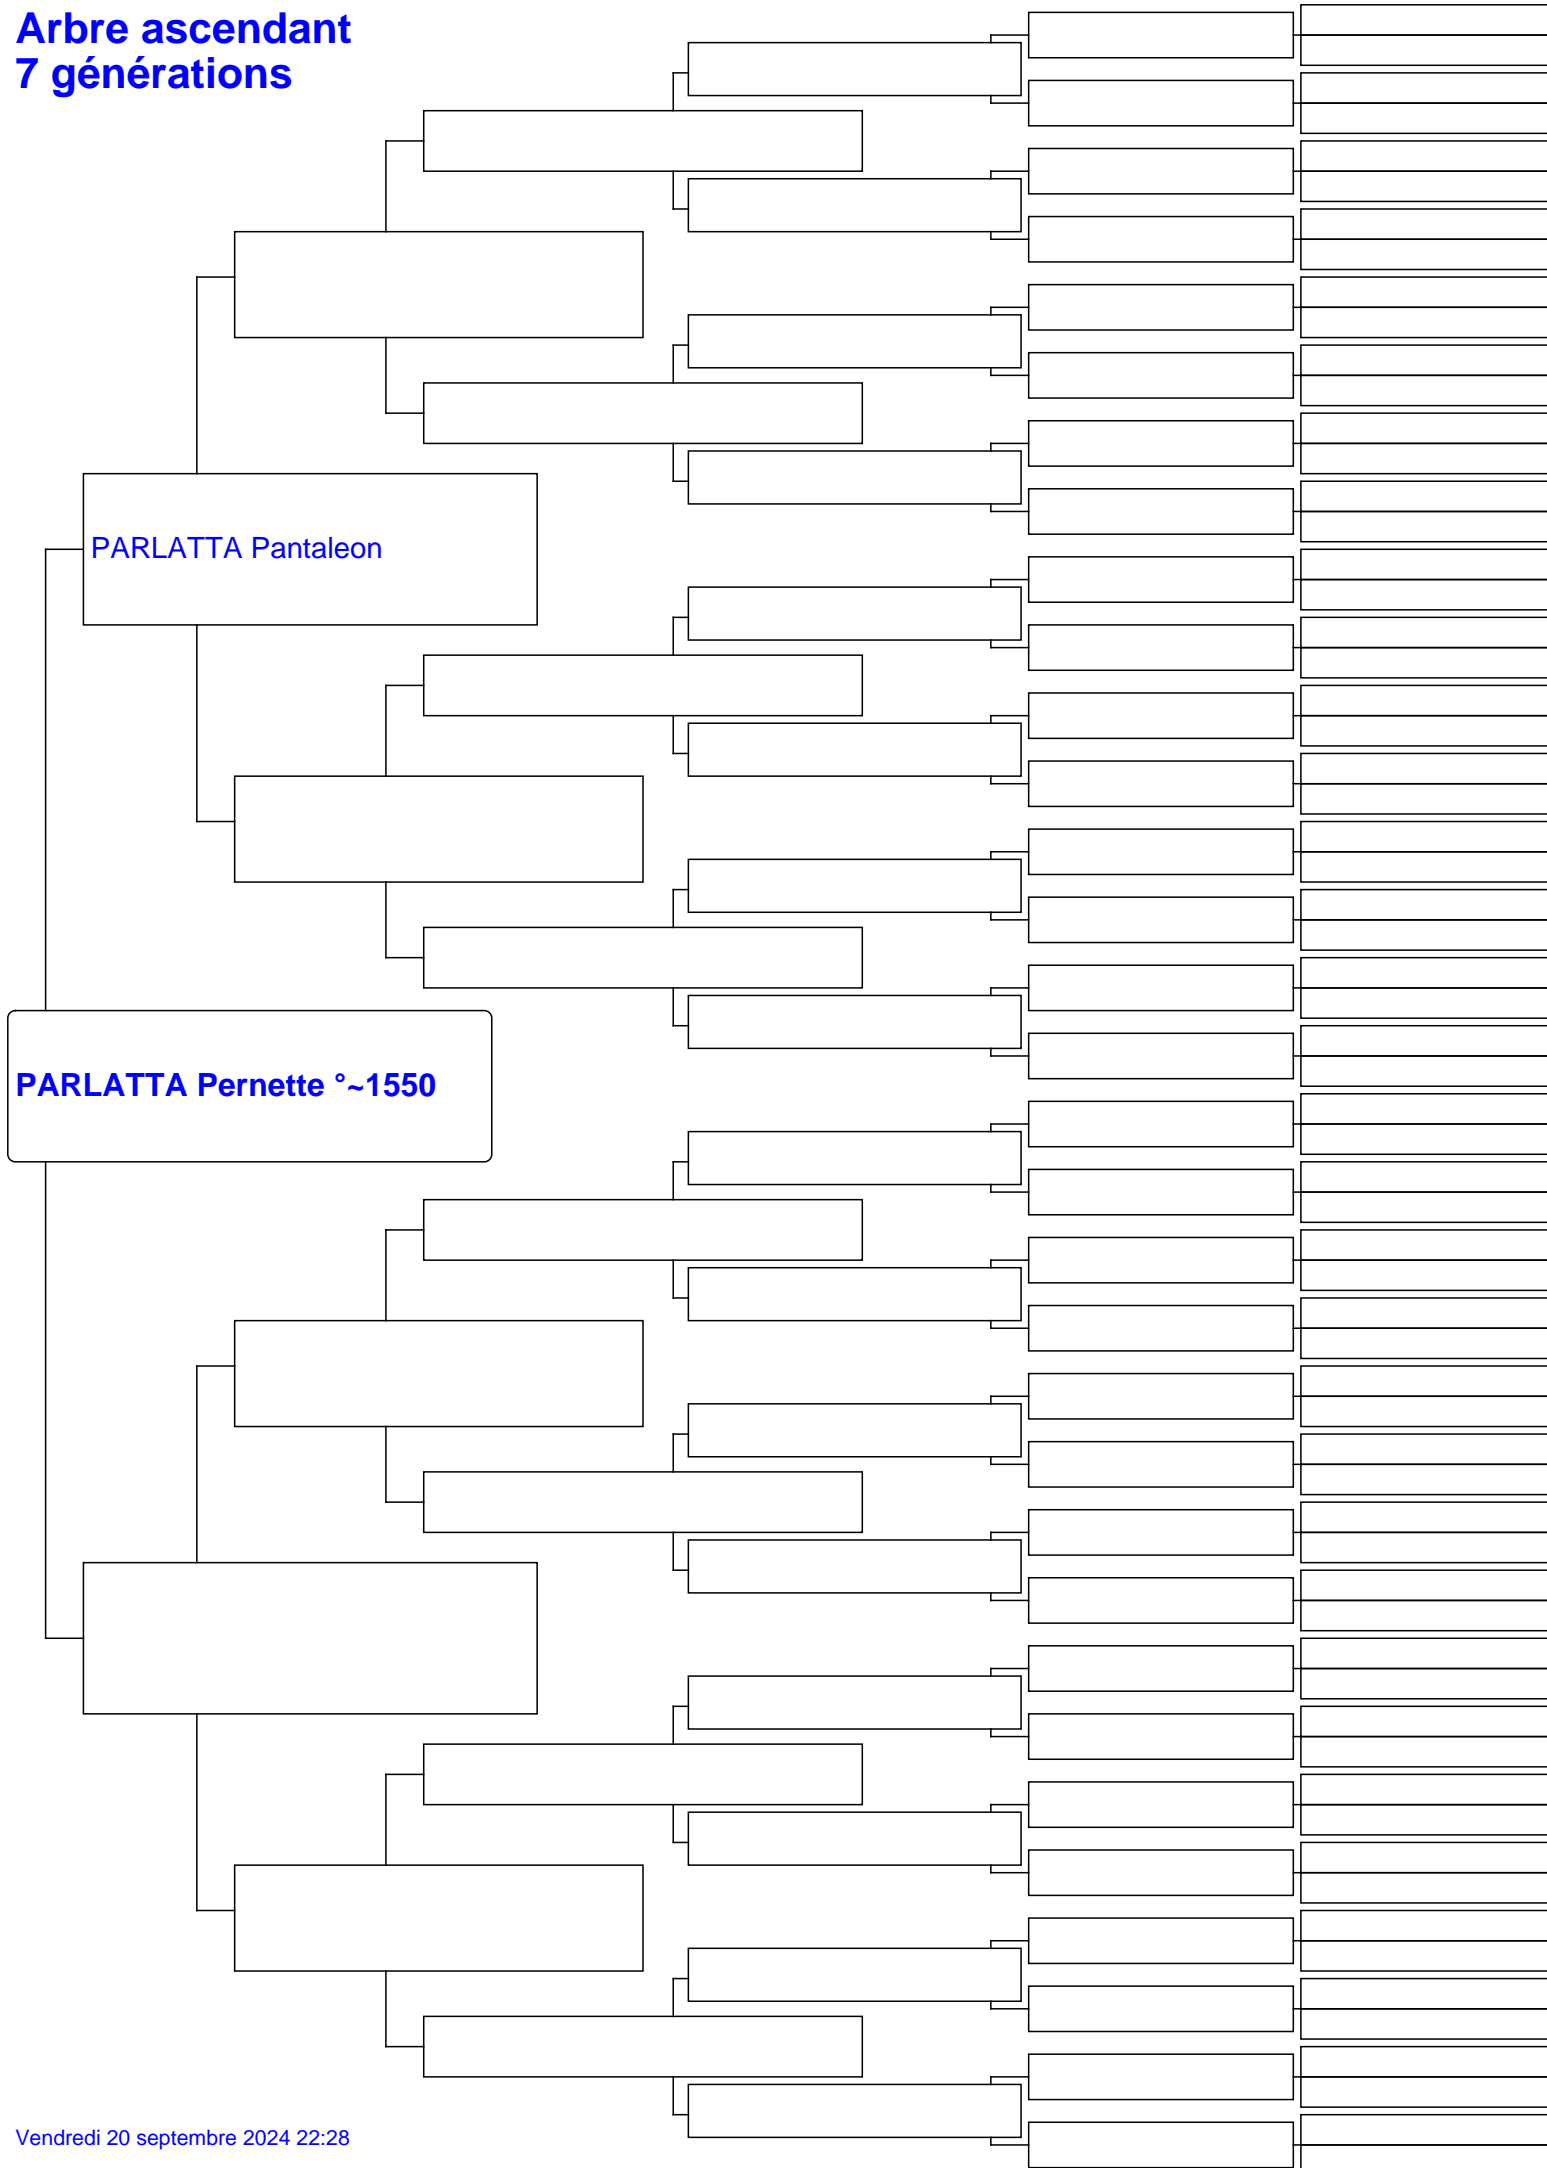 Arbre ascendant
7 générations
PARLATTA Pantaleon
PARLATTA Pernette °~1550
Vendredi 20 septembre 2024 22:28